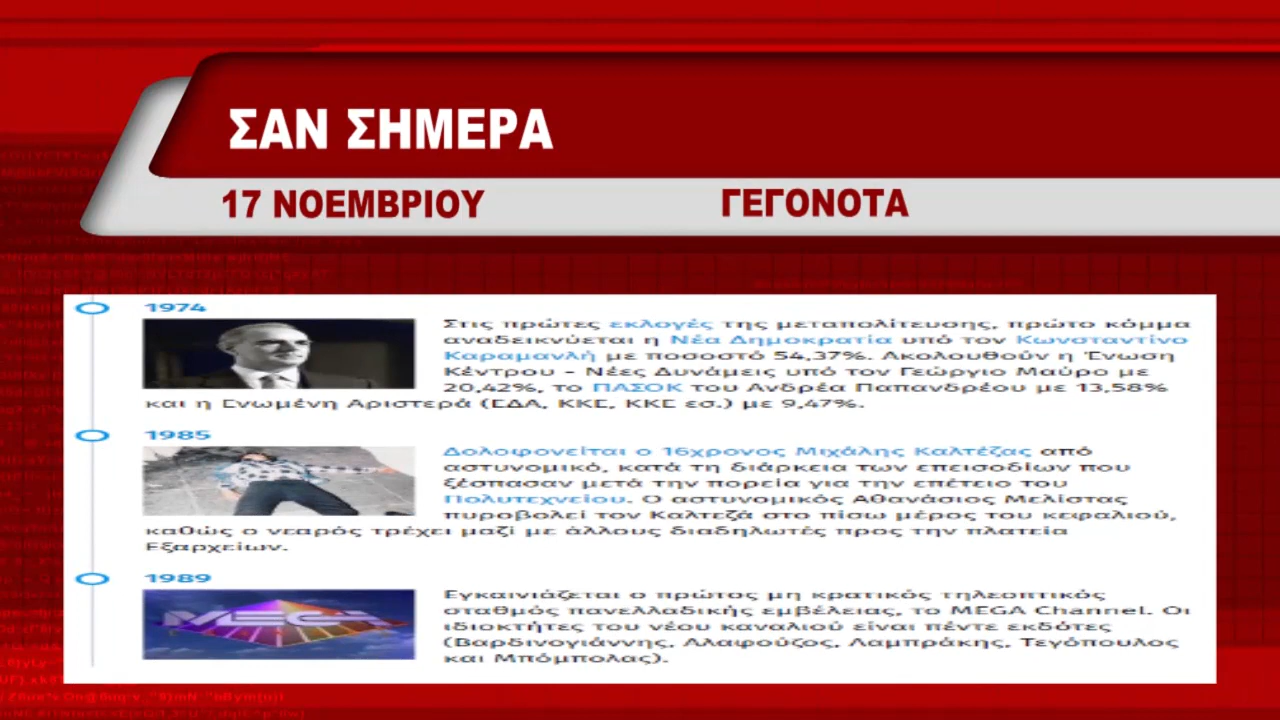 ΣΑΝ ΣΗΜΕΡΑ
17 ΝΟΕΜΒΡΙΟΥ
ΓΕΓΟΝΟΤΑ
1974
Στις πρώτες εκλογές της μεταπολίτευσης, πρώτο κόμμα
αναδεικνύεται η Νέα Δημοκρατία υπό τον Κωνσταντίνο
Καραμανλή με ποσοστό 54,37%. Ακολουθούν η Ένωση
Κέντρου - Νέες Δυνάμεις υπό τον Γεώργιο Μαύρο με
20,42%, το ΠΑΣΟΚ του Ανδρέα Παπανδρέου με 13,58%
και η Ενωμένη Αριστερά (ΕΔΑ, ΚΚΕ, ΚΚΕ εσ.) με 9,47%.
1985
Δολοφονείται ο 16χρονος Μιχάλης Καλτέζας από
αστυνομικό, κατά τη διάρκεια των επεισοδίων που
ξέσπασαν μετά την πορεία για την επέτειο του
Πολυτεχνείου. Ο αστυνομικός Αθανάσιος Μελίστας
πυροβολεί τον Καλτεζά στο πίσω μέρος του κεφαλιού,
καθώς ο νεαρός τρέχει μαζί με άλλους διαδηλωτές προς την πλατεία
Εξαρχείων.
1989
MEGA
Εγκαινιάζεται ο πρώτος μη κρατικός τηλεοπτικός
σταθμός πανελλαδικής εμβέλειας, το MEGA Channel. Οι
ιδιοκτήτες του νέου καναλιού είναι πέντε εκδότες
(Βαρδινογιάννης, Αλαφούζος, Λαμπράκης, Τεγόπουλος
και Μπόμπολας).